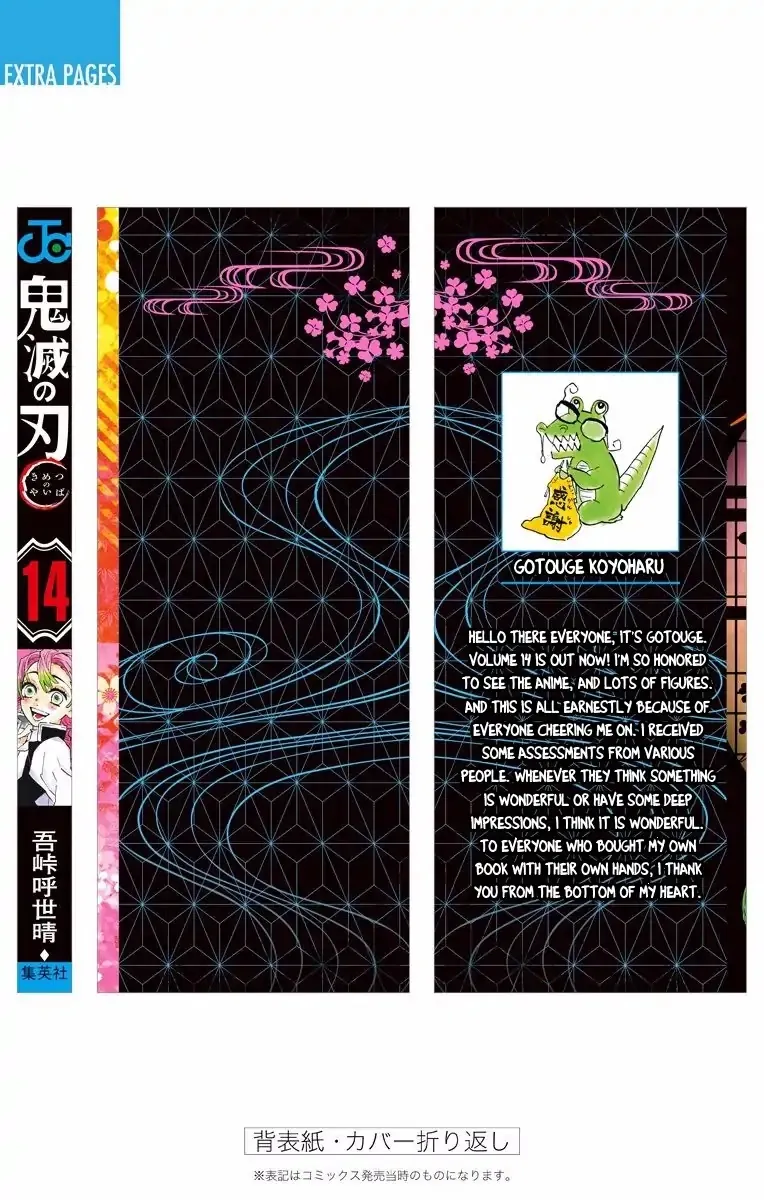 EXTRA PAGES
鬼滅の刃
きめつ
の
やいば
14
吾峠呼世晴
集英社
感謝
かんしゃ
GOTOUGE KOYOHARU
HELLO THERE EVERYONE, IT'S GOTOUGE.
VOLUME 14 IS OUT NOW! I'M SO HONORED
TO SEE THE ANIME, AND LOTS OF FIGURES.
AND THIS IS ALL EARNESTLY BECAUSE OF
EVERYONE CHEERING ME ON. I RECEIVED
SOME ASSESSMENTS FROM VARIOUS
PEOPLE. WHENEVER THEY THINK SOMETHING
IS WONDERFUL OR HAVE SOME DEEP
IMPRESSIONS, I THINK IT IS WONDERFUL.
TO EVERYONE WHO BOUGHT MY OWN
BOOK WITH THEIR OWN HANDS, I THANK
YOU FROM THE BOTTOM OF MY HEART.
背表紙・カバー折り返し
※表記はコミックス発売当時のものになります。